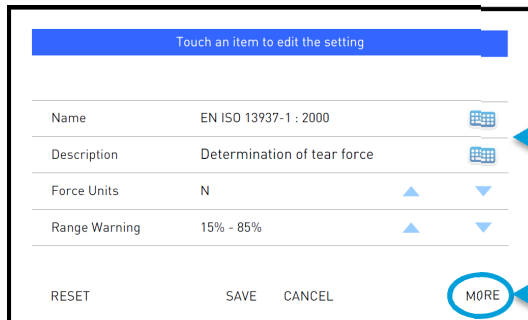 Touch an item to edit the setting
Name EN ISO 13937-1 : 2000
Description Determination of tear force
Force Units N
Range Warning 15% - 85%
RESET SAVE CANCEL MORE